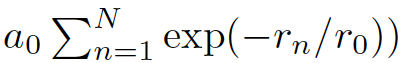 a_0 \sum_{n=1}^{N} \exp(-r_n/r_0))